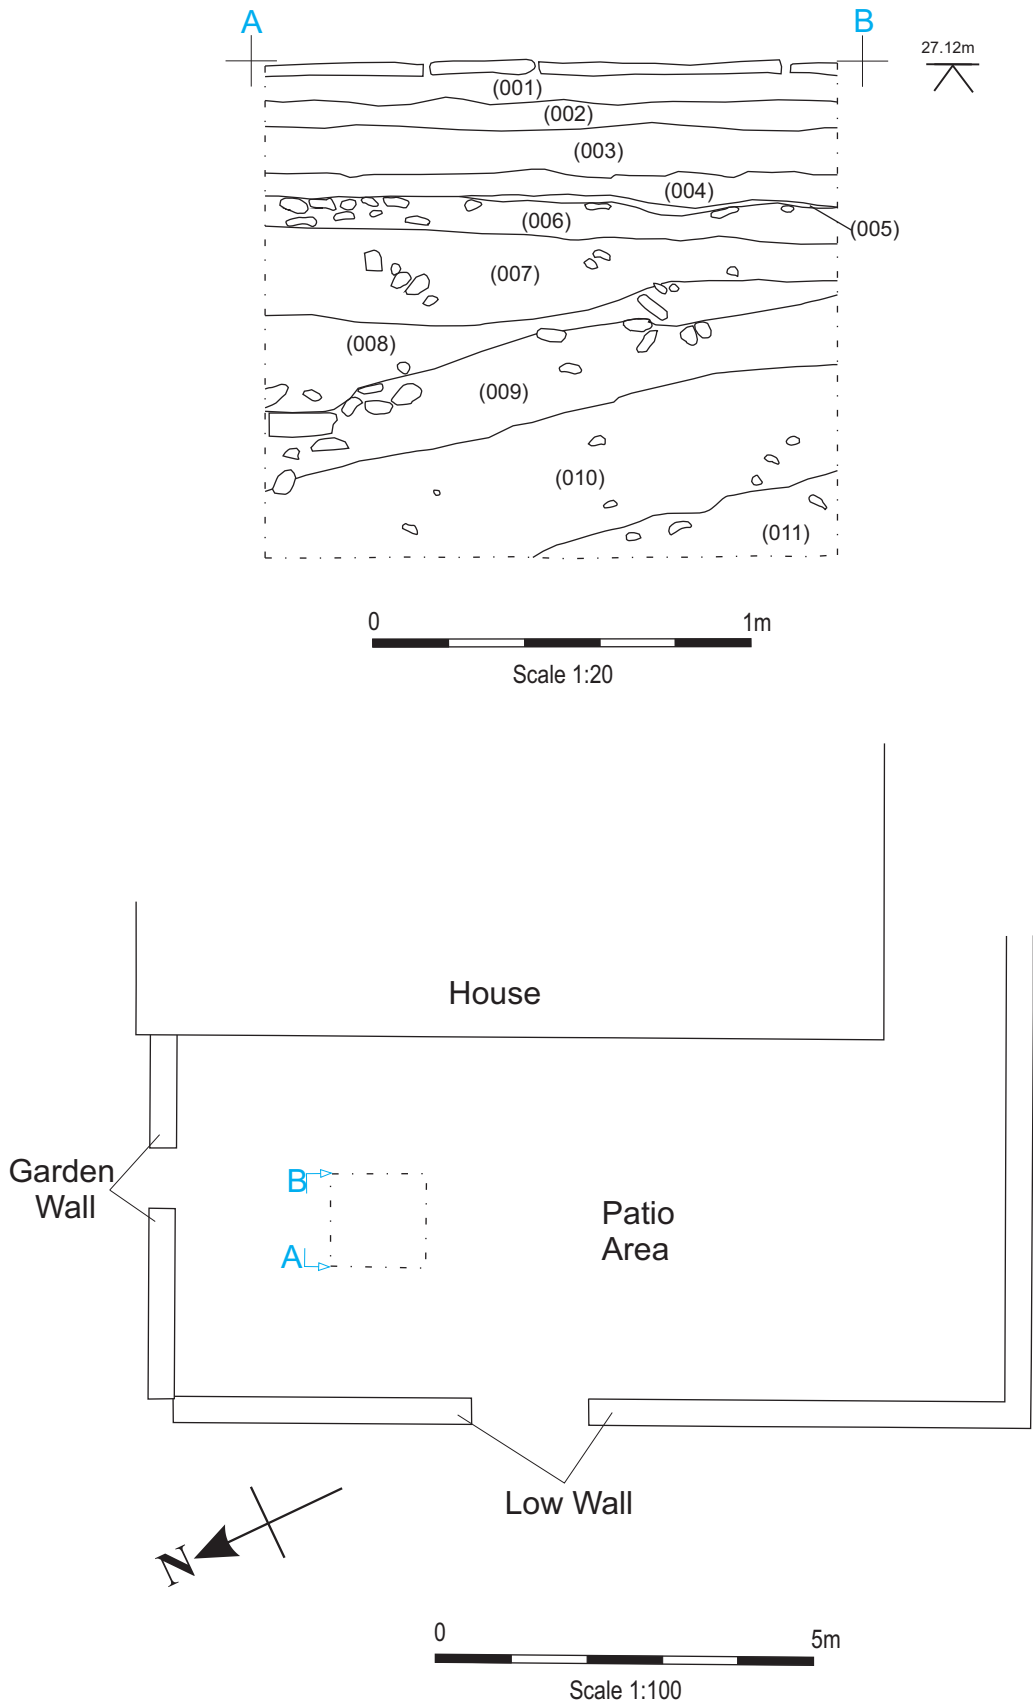 A
B
27.12m
(001)
(002)
(003)
(004)
(005)
(006)
(007)
(008)
(009)
(010)
(011)
0 1m
Scale 1:20
House
Garden
Wall
B
A
Patio
Area
Low Wall
N
0 5m
Scale 1:100